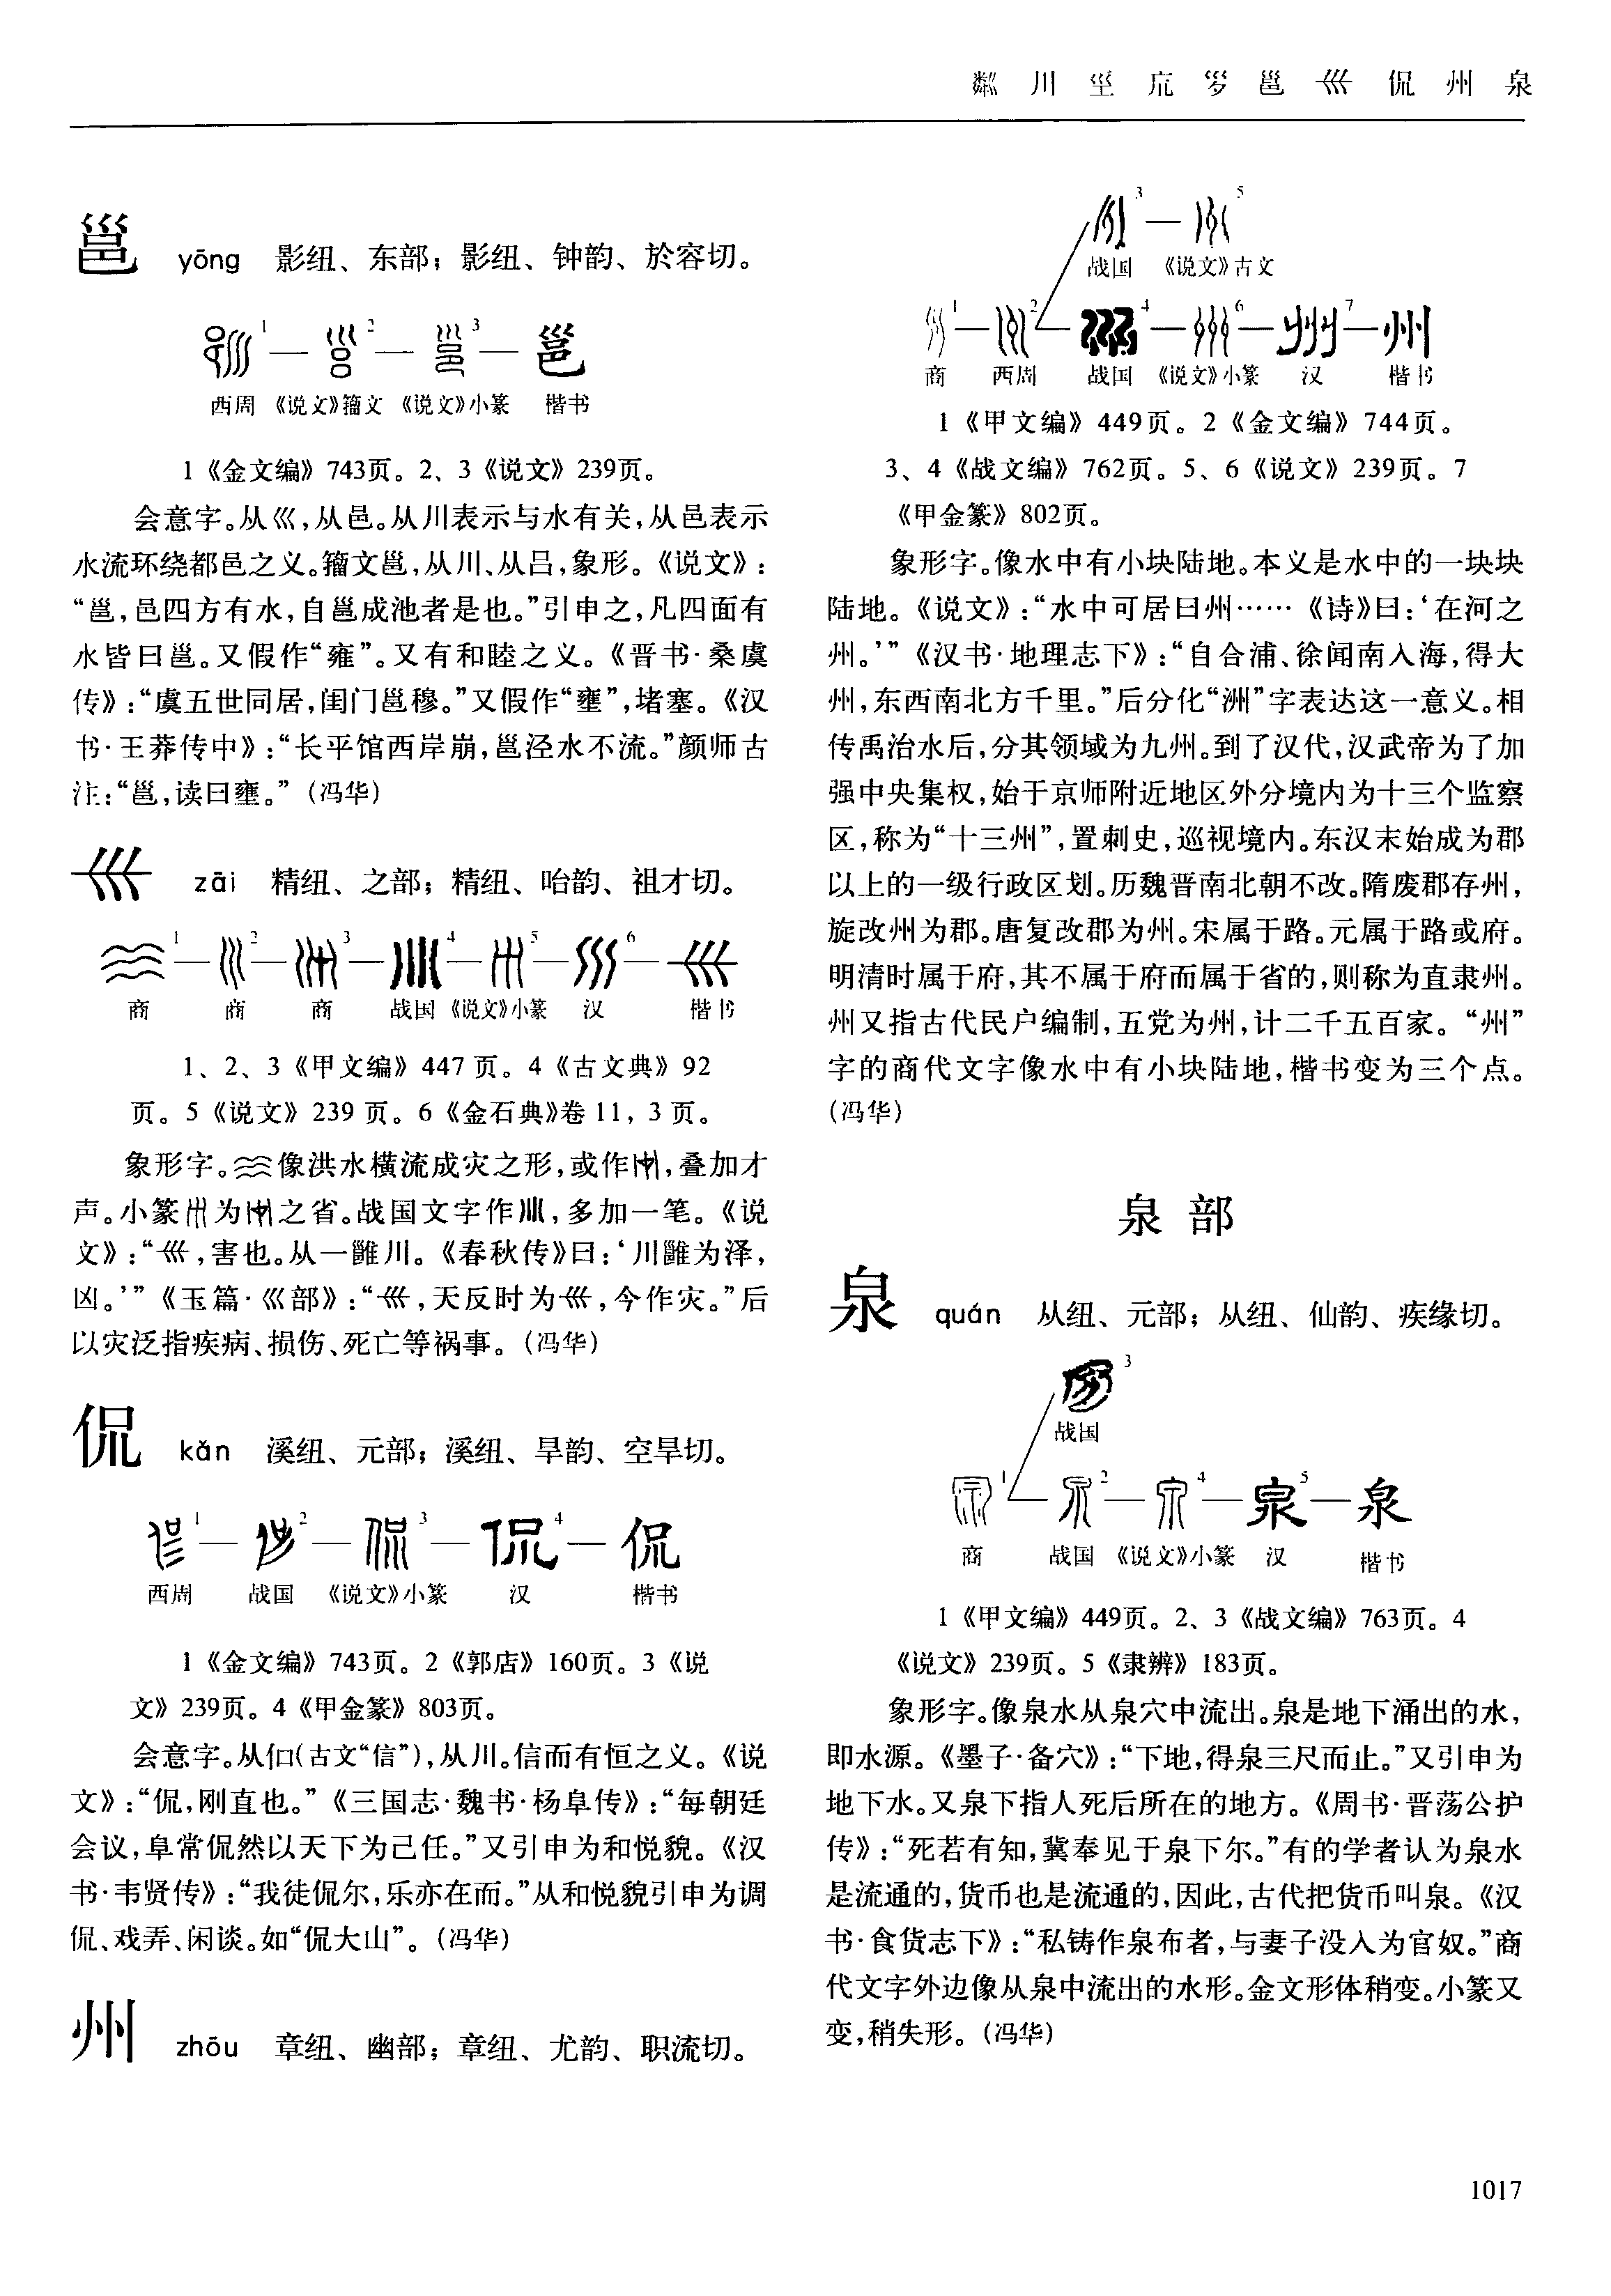 川 巠 巟 邕 𡿧 侃 州 泉
邕 yōng 影纽、东部；影纽、钟韵、於容切。
1 — 2 — 3 — 邕
西周 《说文》籀文 《说文》小篆 楷书
1《金文编》743页。2、3《说文》239页。
会意字。从巛，从邑。从川表示与水有关，从邑表示
水流环绕都邑之义。籀文邕，从川、从吕，象形。《说文》：
“邕，邑四方有水，自邕成池者是也。”引申之，凡四面有
水皆曰邕。又假作“雍”。又有和睦之义。《晋书·桑虞
传》：“虞五世同居，闺门邕穆。”又假作“壅”，堵塞。《汉
书·王莽传中》：“长平馆西岸崩，邕泾水不流。”颜师古
注：“邕，读曰壅。”（冯华）
𡿧 zāi 精纽、之部；精纽、咍韵、祖才切。
1 — 2 — 3 — 4 — 5 — 6 — 𡿧
商 商 商 战国 《说文》小篆 汉 楷书
1、2、3《甲文编》447页。4《古文典》92
页。5《说文》239页。6《金石典》卷11，3页。
象形字。像洪水横流成灾之形，或作，叠加才
声。小篆为之省。战国文字作，多加一笔。《说
文》：“𡿧，害也。从一雝川。《春秋传》曰：‘川雝为泽，
凶。’”《玉篇·巛部》：“𡿧，天反时为𡿧，今作灾。”后
以灾泛指疾病、损伤、死亡等祸事。（冯华）
侃 kǎn 溪纽、元部；溪纽、旱韵、空旱切。
1 — 2 — 3 — 4 — 侃
西周 战国 《说文》小篆 汉 楷书
1《金文编》743页。2《郭店》160页。3《说
文》239页。4《甲金篆》803页。
会意字。从㐰（古文“信”），从川。信而有恒之义。《说
文》：“侃，刚直也。”《三国志·魏书·杨阜传》：“每朝廷
会议，阜常侃然以天下为己任。”又引申为和悦貌。《汉
书·韦贤传》：“我徒侃尔，乐亦在而。”从和悦貌引申为调
侃、戏弄、闲谈。如“侃大山”。（冯华）
州 zhōu 章纽、幽部；章纽、尤韵、职流切。
3 — 5
战国 《说文》古文
1 — 2 — 4 — 6 — 7 — 州
商 西周 战国 《说文》小篆 汉 楷书
1《甲文编》449页。2《金文编》744页。
3、4《战文编》762页。5、6《说文》239页。7
《甲金篆》802页。
象形字。像水中有小块陆地。本义是水中的一块块
陆地。《说文》：“水中可居曰州……《诗》曰：‘在河之
州。’”《汉书·地理志下》：“自合浦、徐闻南入海，得大
州，东西南北方千里。”后分化“洲”字表达这一意义。相
传禹治水后，分其领域为九州。到了汉代，汉武帝为了加
强中央集权，始于京师附近地区外分境内为十三个监察
区，称为“十三州”，置刺史，巡视境内。东汉末始成为郡
以上的一级行政区划。历魏晋南北朝不改。隋废郡存州，
旋改州为郡。唐复改郡为州。宋属于路。元属于路或府。
明清时属于府，其不属于府而属于省的，则称为直隶州。
州又指古代民户编制，五党为州，计二千五百家。“州”
字的商代文字像水中有小块陆地，楷书变为三个点。
（冯华）
泉部
泉 quán 从纽、元部；从纽、仙韵、疾缘切。
3
战国
1 — 2 — 4 — 5 — 泉
商 战国 《说文》小篆 汉 楷书
1《甲文编》449页。2、3《战文编》763页。4
《说文》239页。5《隶辨》183页。
象形字。像泉水从泉穴中流出。泉是地下涌出的水，
即水源。《墨子·备穴》：“下地，得泉三尺而止。”又引申为
地下水。又泉下指人死后所在的地方。《周书·晋荡公护
传》：“死若有知，冀奉见于泉下尔。”有的学者认为泉水
是流通的，货币也是流通的，因此，古代把货币叫泉。《汉
书·食货志下》：“私铸作泉布者，与妻子没入为官奴。”商
代文字外边像从泉中流出的水形。金文形体稍变。小篆又
变，稍失形。（冯华）
1017